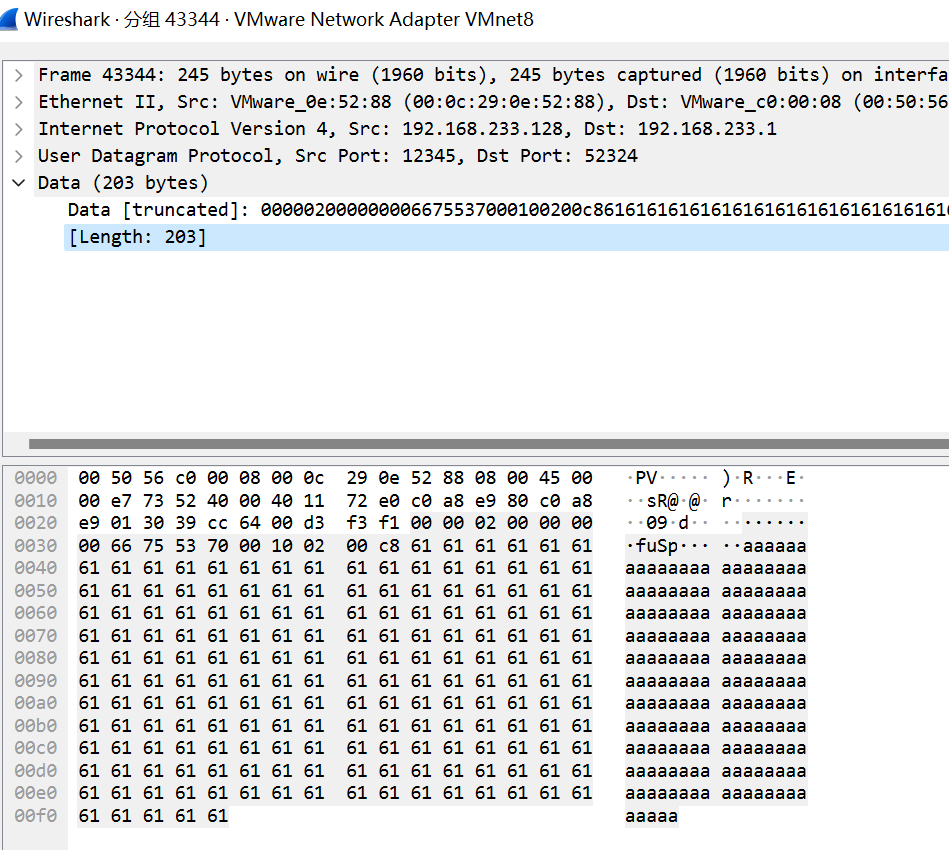 Wireshark · 分组 43344 · VMware Network Adapter VMnet8
Frame 43344: 245 bytes on wire (1960 bits), 245 bytes captured (1960 bits) on interfa
Ethernet II, Src: VMware_0e:52:88 (00:0c:29:0e:52:88), Dst: VMware_c0:00:08 (00:50:56
Internet Protocol Version 4, Src: 192.168.233.128, Dst: 192.168.233.1
User Datagram Protocol, Src Port: 12345, Dst Port: 52324
Data (203 bytes)
Data [truncated]: 0000020000000066755370001002​00c86161616161616161616161616161616
[Length: 203]
0000 00 50 56 c0 00 08 00 0c 29 0e 52 88 08 00 45 00 ·PV····· )·R···E·
0010 00 e7 73 52 40 00 40 11 72 e0 c0 a8 e9 80 c0 a8 ··sR@·@· r·······
0020 e9 01 30 39 cc 64 00 d3 f3 f1 00 00 02 00 00 00 ··09·d·· ········
0030 00 66 75 53 70 00 10 02 00 c8 61 61 61 61 61 61 ·fuSp··· ··aaaaaa
0040 61 61 61 61 61 61 61 61 61 61 61 61 61 61 61 61 aaaaaaaa aaaaaaaa
0050 61 61 61 61 61 61 61 61 61 61 61 61 61 61 61 61 aaaaaaaa aaaaaaaa
0060 61 61 61 61 61 61 61 61 61 61 61 61 61 61 61 61 aaaaaaaa aaaaaaaa
0070 61 61 61 61 61 61 61 61 61 61 61 61 61 61 61 61 aaaaaaaa aaaaaaaa
0080 61 61 61 61 61 61 61 61 61 61 61 61 61 61 61 61 aaaaaaaa aaaaaaaa
0090 61 61 61 61 61 61 61 61 61 61 61 61 61 61 61 61 aaaaaaaa aaaaaaaa
00a0 61 61 61 61 61 61 61 61 61 61 61 61 61 61 61 61 aaaaaaaa aaaaaaaa
00b0 61 61 61 61 61 61 61 61 61 61 61 61 61 61 61 61 aaaaaaaa aaaaaaaa
00c0 61 61 61 61 61 61 61 61 61 61 61 61 61 61 61 61 aaaaaaaa aaaaaaaa
00d0 61 61 61 61 61 61 61 61 61 61 61 61 61 61 61 61 aaaaaaaa aaaaaaaa
00e0 61 61 61 61 61 61 61 61 61 61 61 61 61 61 61 61 aaaaaaaa aaaaaaaa
00f0 61 61 61 61 61 aaaaa